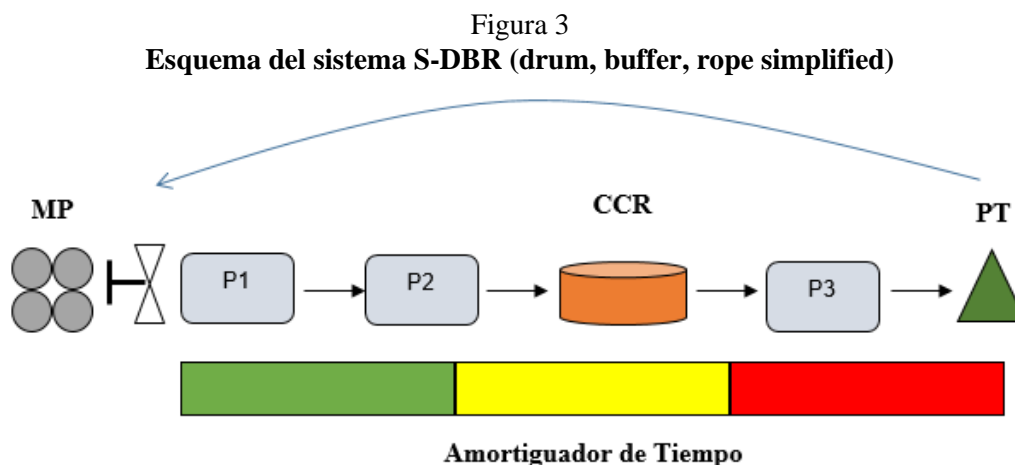 Figura 3
Esquema del sistema S-DBR (drum, buffer, rope simplified)
MP
CCR
PT
P1
P2
P3
Amortiguador de Tiempo